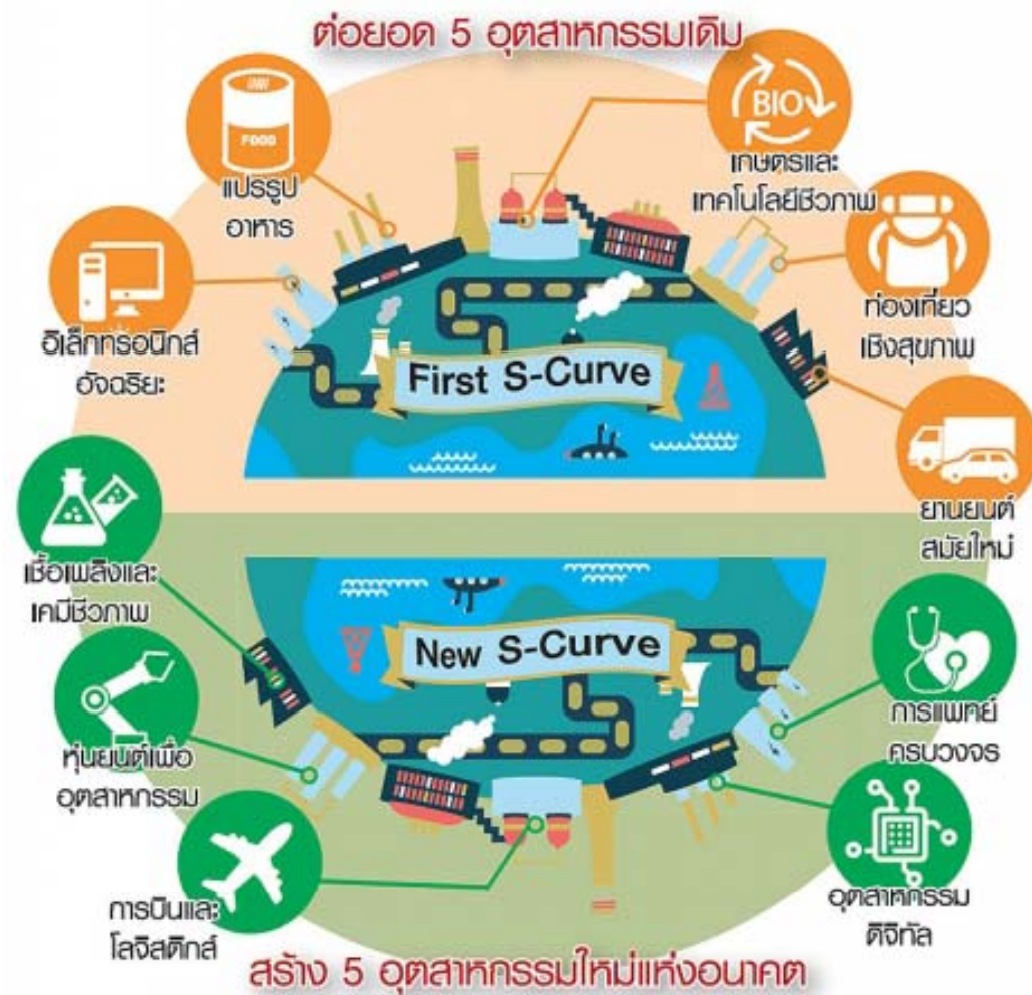 ต่อยอด 5 อุตสาหกรรมเดิม
FOOD
แปรรูป
อาหาร
BIO
เกษตรและ
เทคโนโลยีชีวภาพ
อิเล็กทรอนิกส์
อัจฉริยะ
ท่องเที่ยว
เชิงสุขภาพ
First S-Curve
ยานยนต์
สมัยใหม่
เชื้อเพลิงและ
เคมีชีวภาพ
New S-Curve
การแพทย์
ครบวงจร
หุ่นยนต์เพื่อ
อุตสาหกรรม
การบินและ
โลจิสติกส์
อุตสาหกรรม
ดิจิทัล
สร้าง 5 อุตสาหกรรมใหม่แห่งอนาคต